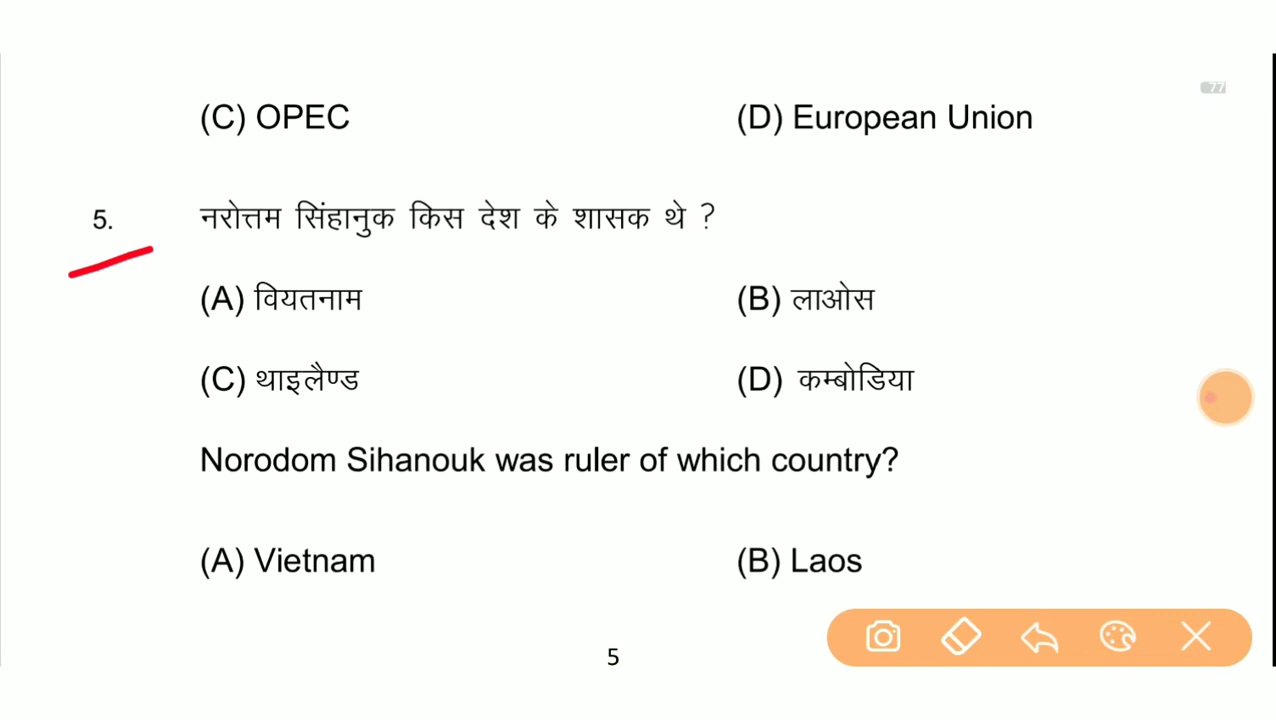 (C) OPEC (D) European Union
5. नरोत्तम सिंहानुक किस देश के शासक थे ?
(A) वियतनाम (B) लाओस
(C) थाइलैण्ड (D) कम्बोडिया
Norodom Sihanouk was ruler of which country?
(A) Vietnam (B) Laos
5
77